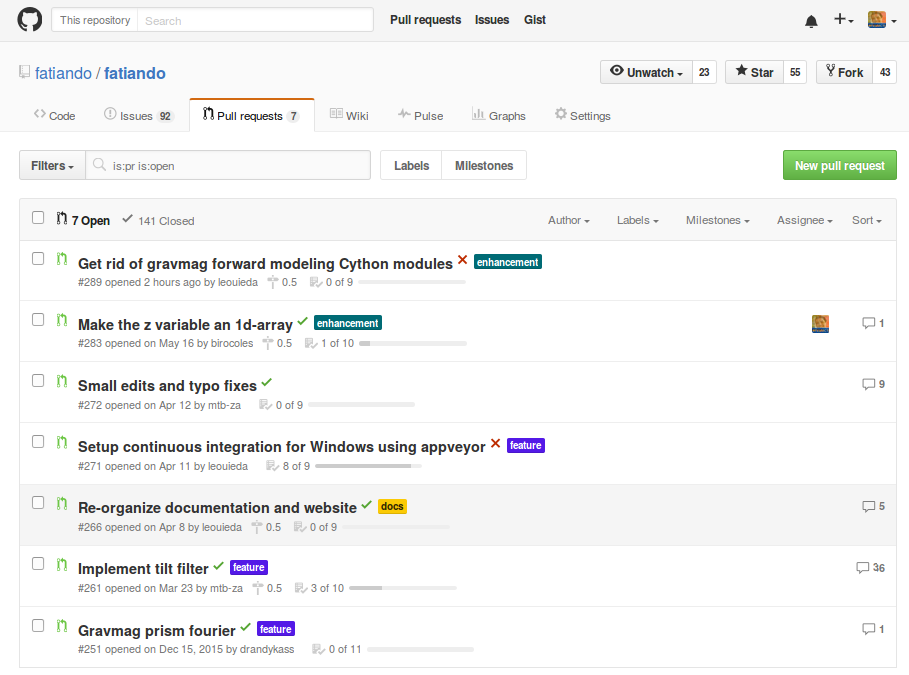 This repository Search Pull requests Issues Gist
fatiando / fatiando Unwatch 23 Star 55 Fork 43
Code Issues 92 Pull requests 7 Wiki Pulse Graphs Settings
Filters is:pr is:open Labels Milestones New pull request
7 Open 141 Closed Author Labels Milestones Assignee Sort
Get rid of gravmag forward modeling Cython modules enhancement
#289 opened 2 hours ago by leouieda 0.5 0 of 9
Make the z variable an 1d-array enhancement 1
#283 opened on May 16 by birocoles 0.5 1 of 10
Small edits and typo fixes 9
#272 opened on Apr 12 by mtb-za 0 of 9
Setup continuous integration for Windows using appveyor feature
#271 opened on Apr 11 by leouieda 8 of 9
Re-organize documentation and website docs 5
#266 opened on Apr 8 by leouieda 0.5 0 of 9
Implement tilt filter feature 36
#261 opened on Mar 23 by mtb-za 0.5 3 of 10
Gravmag prism fourier feature 1
#251 opened on Dec 15, 2015 by drandykass 0 of 11